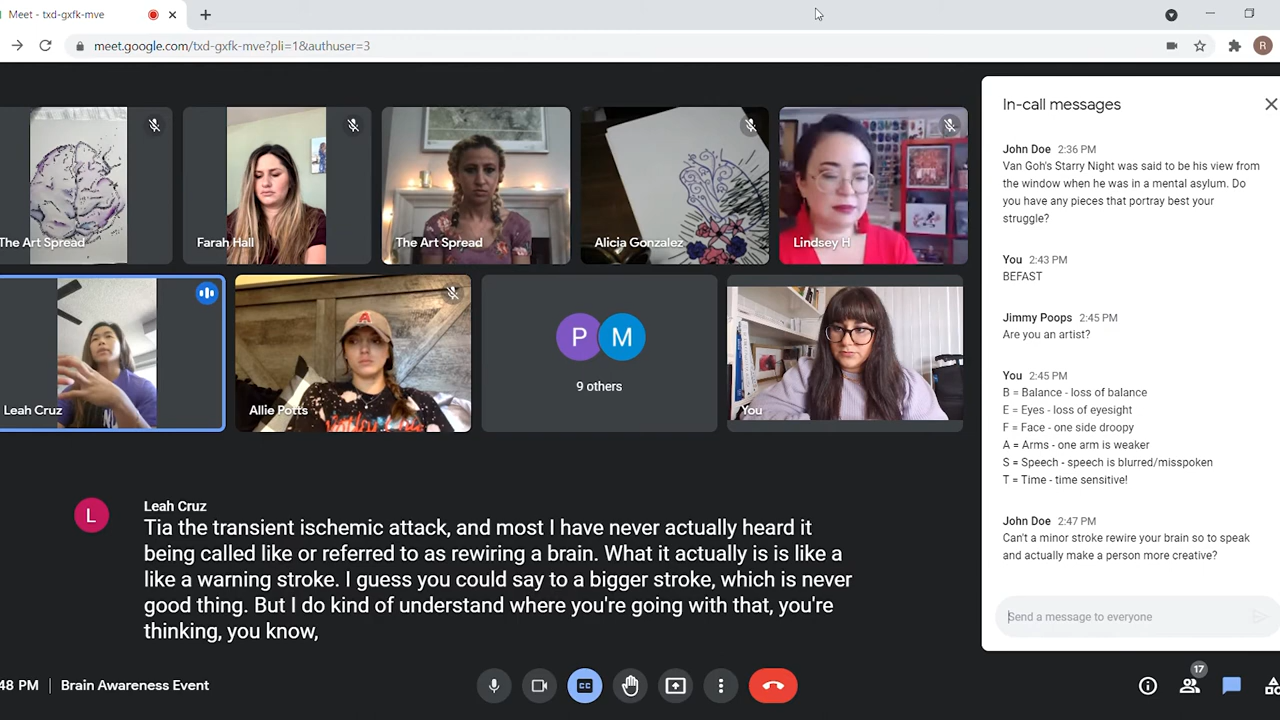 Meet - txd-gxfk-mve
meet.google.com/txd-gxfk-mve?pli=1&authuser=3
R
The Art Spread
Farah Hall
The Art Spread
Alicia Gonzalez
Lindsey H
Leah Cruz
A
Allie Potts
P M
9 others
You
L
Leah Cruz
Tia the transient ischemic attack, and most I have never actually heard it
being called like or referred to as rewiring a brain. What it actually is is like a
like a warning stroke. I guess you could say to a bigger stroke, which is never
good thing. But I do kind of understand where you're going with that, you're
thinking, you know,
In-call messages
John Doe 2:36 PM
Van Goh's Starry Night was said to be his view from
the window when he was in a mental asylum. Do
you have any pieces that portray best your
struggle?
You 2:43 PM
BEFAST
Jimmy Poops 2:45 PM
Are you an artist?
You 2:45 PM
B = Balance - loss of balance
E = Eyes - loss of eyesight
F = Face - one side droopy
A = Arms - one arm is weaker
S = Speech - speech is blurred/misspoken
T = Time - time sensitive!
John Doe 2:47 PM
Can't a minor stroke rewire your brain so to speak
and actually make a person more creative?
Send a message to everyone
:48 PM | Brain Awareness Event
CC
17